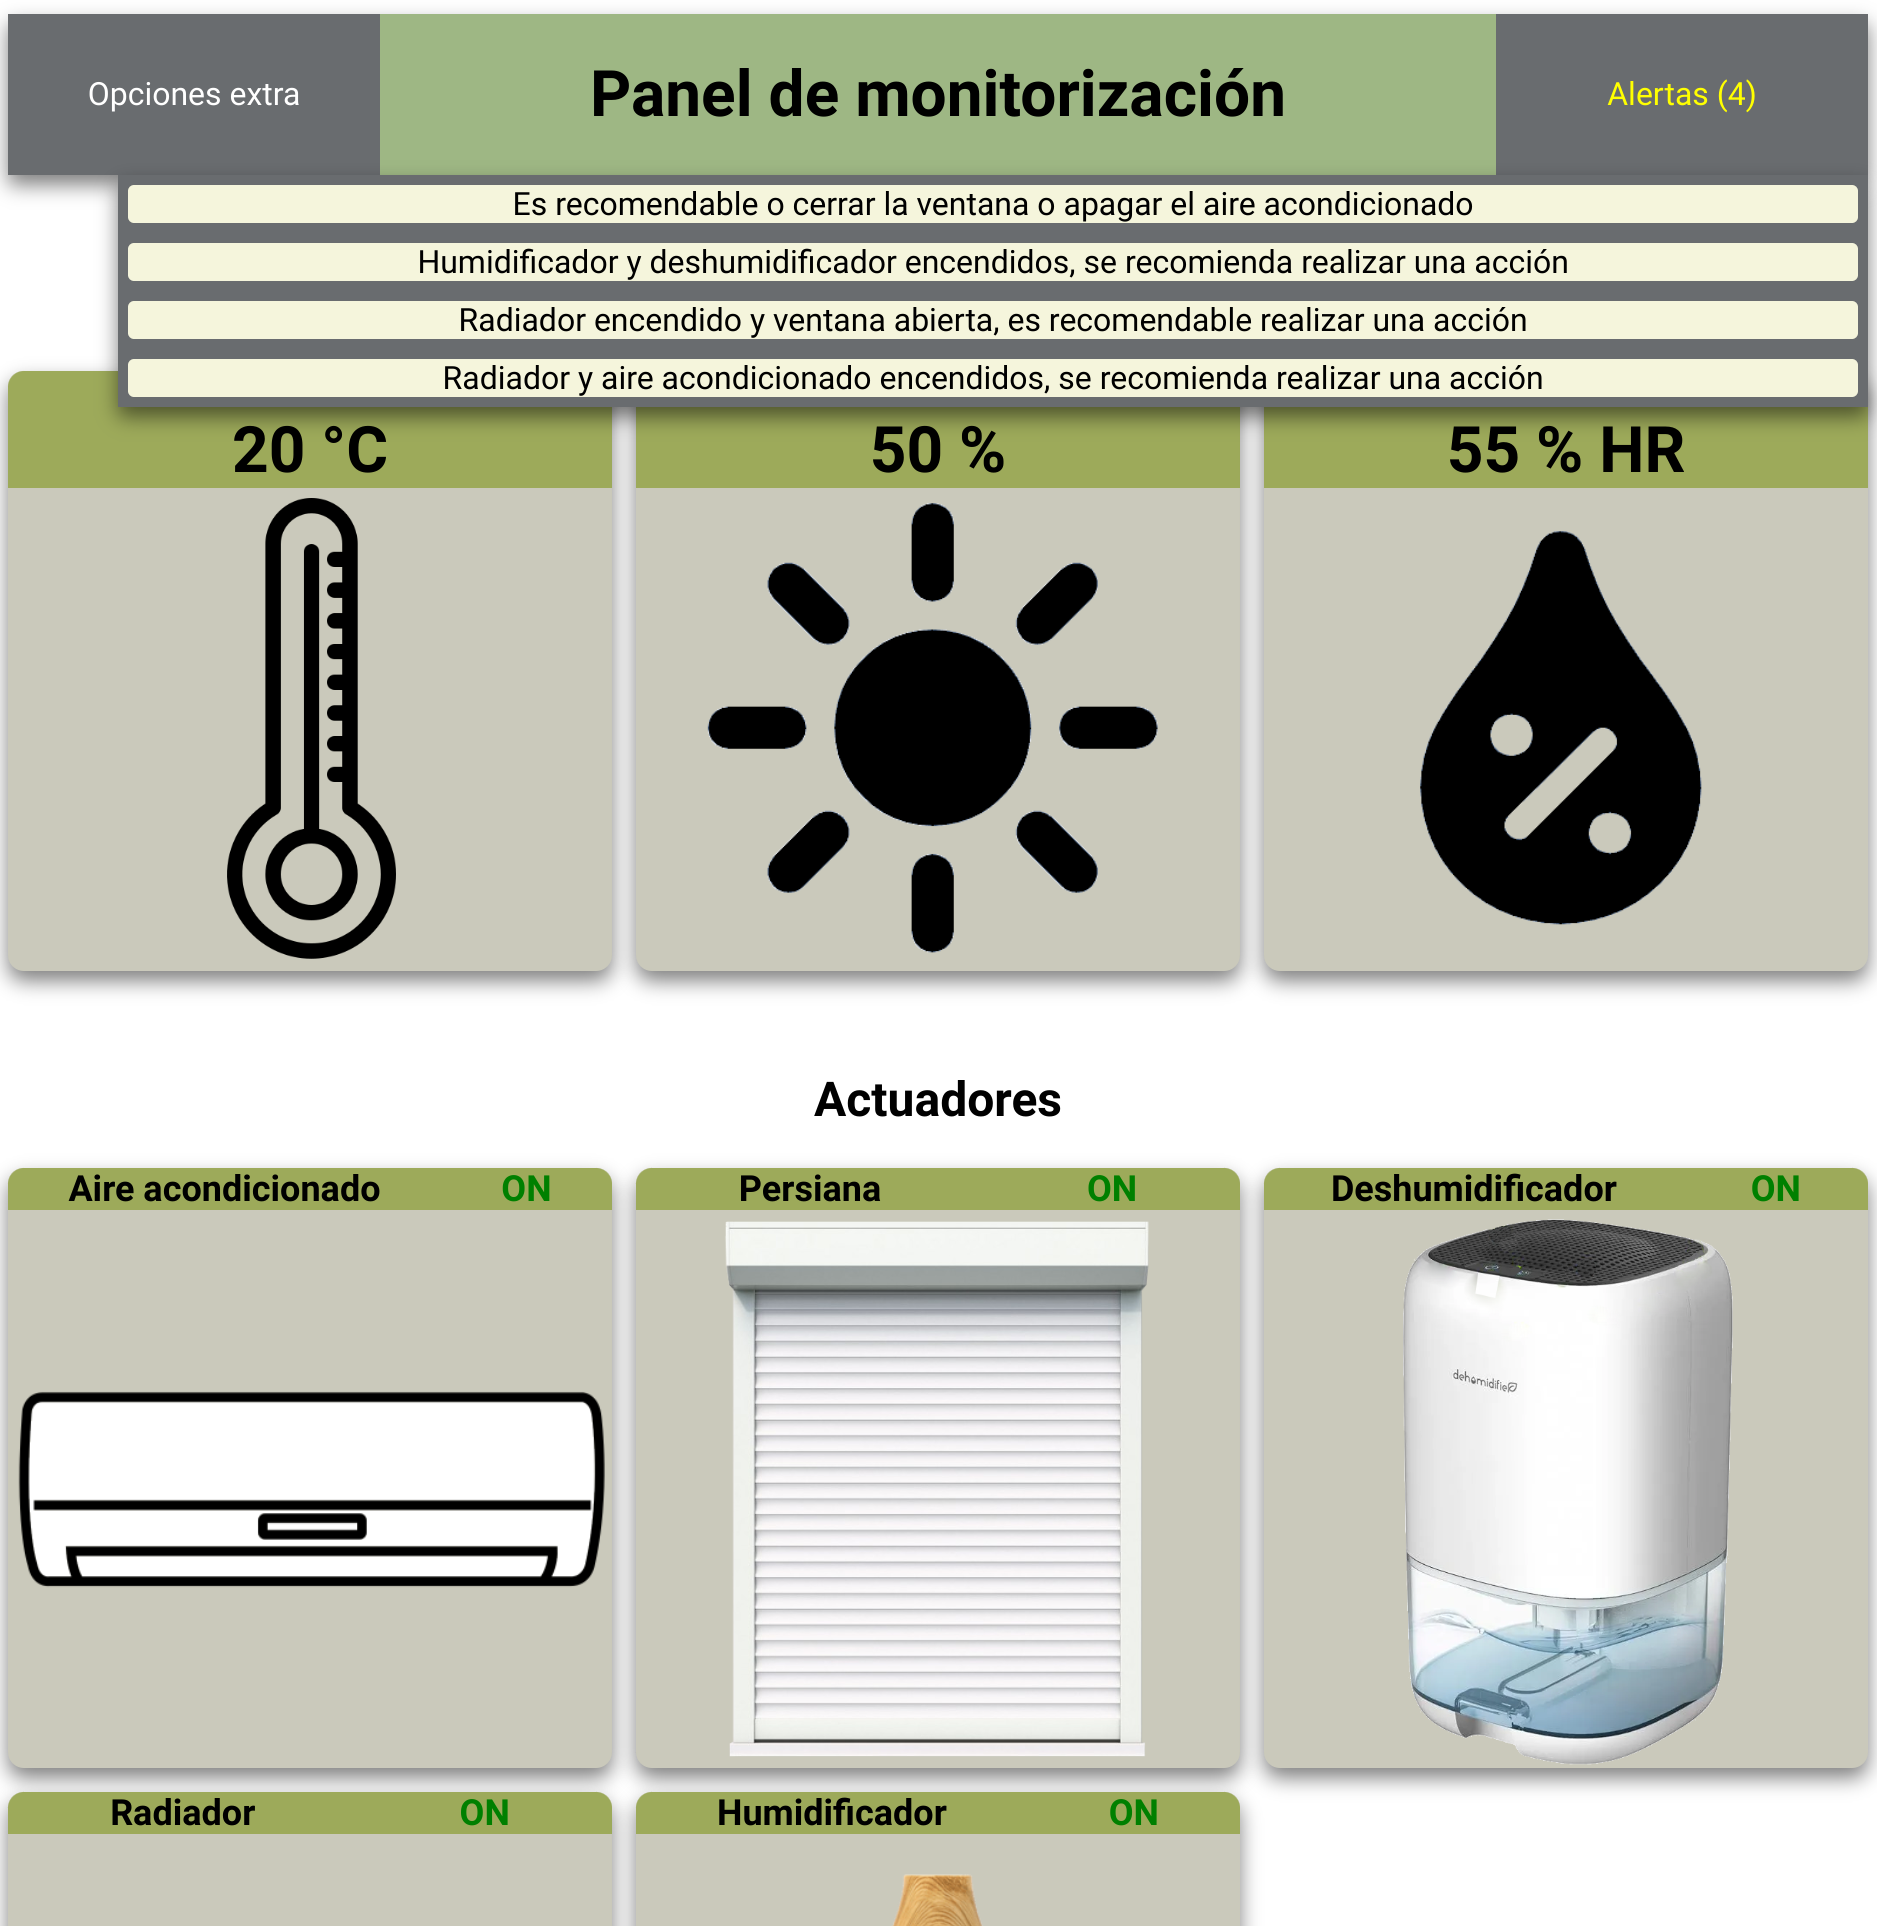 Opciones extra
Panel de monitorización
Alertas (4)
Es recomendable o cerrar la ventana o apagar el aire acondicionado
Humidificador y deshumidificador encendidos, se recomienda realizar una acción
Radiador encendido y ventana abierta, es recomendable realizar una acción
Radiador y aire acondicionado encendidos, se recomienda realizar una acción
20 °C
50 %
55 % HR
%
Actuadores
Aire acondicionado ON
Persiana ON
Deshumidificador ON
dehumidifier
Radiador ON
Humidificador ON